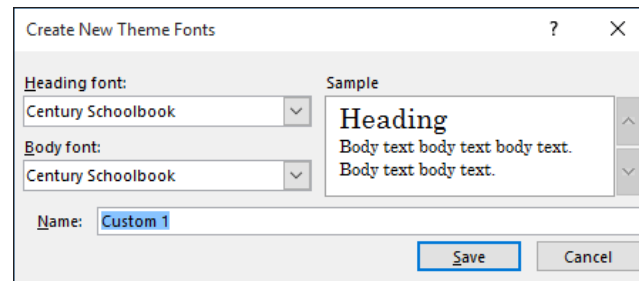 Create New Theme Fonts ?
Heading font:
Century Schoolbook
Body font:
Century Schoolbook
Sample
Heading
Body text body text body text.
Body text body text.
Name: Custom 1
Save Cancel